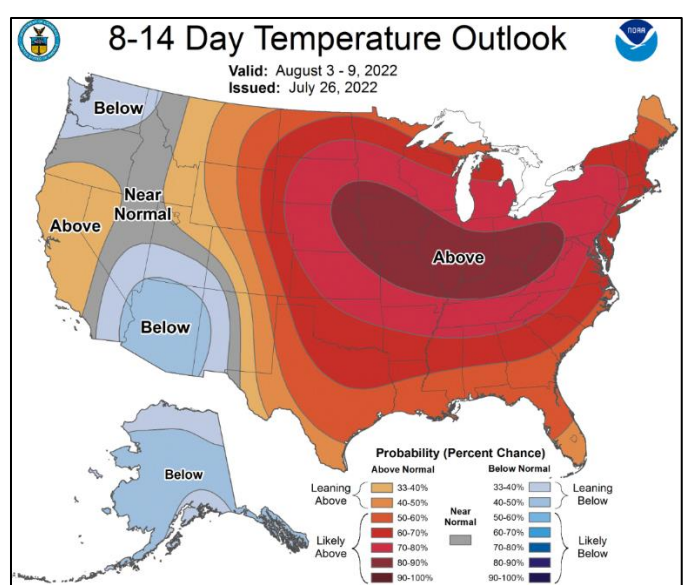 8-14 Day Temperature Outlook
NOAA
Valid: August 3 - 9, 2022
Issued: July 26, 2022
Below
Near
Normal
Above
Above
Below
Below
Probability (Percent Chance)
Above Normal
Below Normal
Leaning
Above
33-40%
40-50%
Likely
Above
50-60%
60-70%
70-80%
80-90%
90-100%
Near
Normal
33-40%
40-50%
Leaning
Below
50-60%
60-70%
70-80%
80-90%
90-100%
Likely
Below